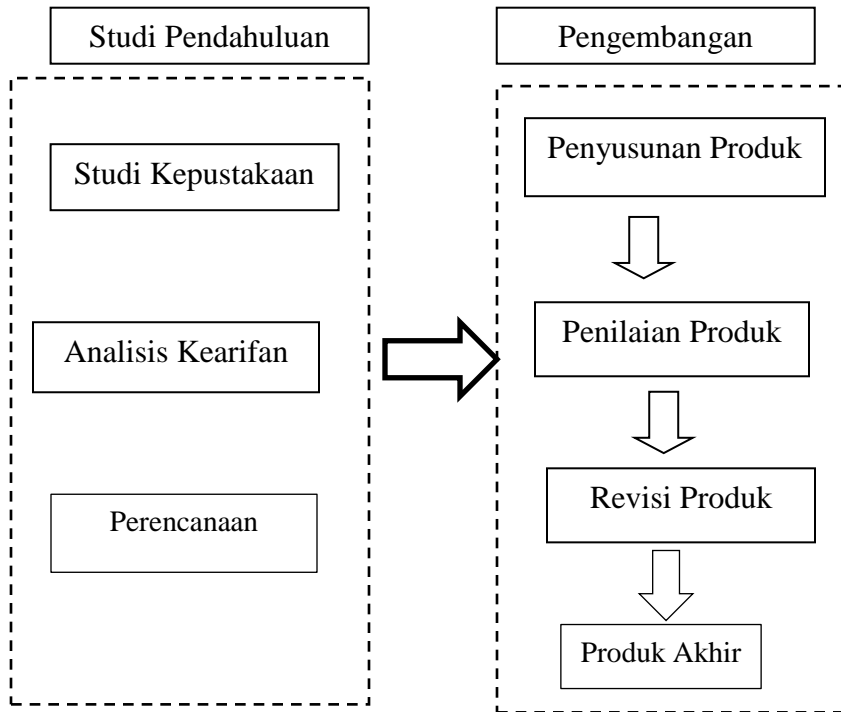 Studi Pendahuluan
Studi Kepustakaan
Analisis Kearifan
Perencanaan
Pengembangan
Penyusunan Produk
Penilaian Produk
Revisi Produk
Produk Akhir